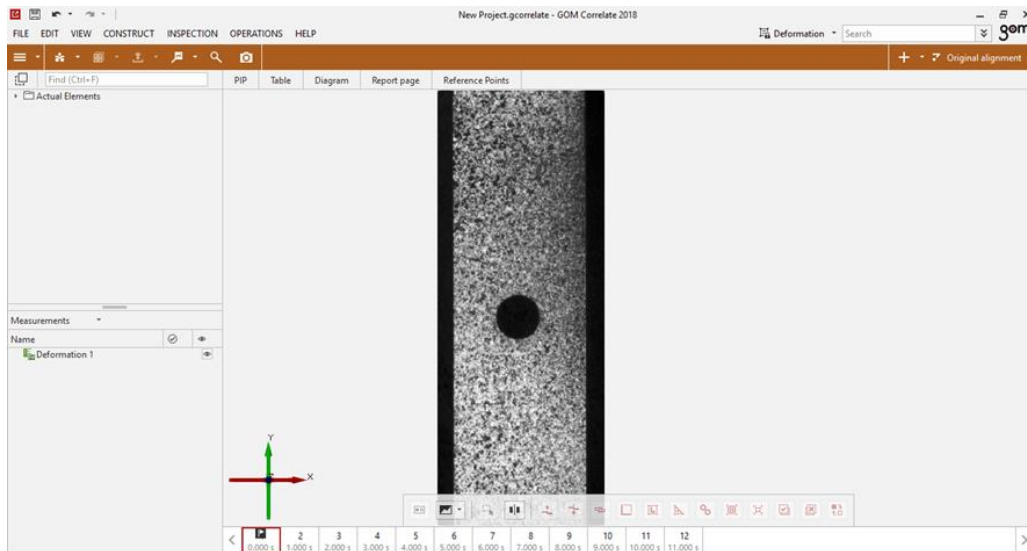 New Project.gcorrelate - GOM Correlate 2018
FILE EDIT VIEW CONSTRUCT INSPECTION OPERATIONS HELP
Deformation
Search
gom
Original alignment
Find (Ctrl+F)
PIP Table Diagram Report page Reference Points
Actual Elements
Measurements
Name
Deformation 1
Y
X
2 3 4 5 6 7 8 9 10 11 12
0.000 s 1.000 s 2.000 s 3.000 s 4.000 s 5.000 s 6.000 s 7.000 s 8.000 s 9.000 s 10.000 s 11.000 s